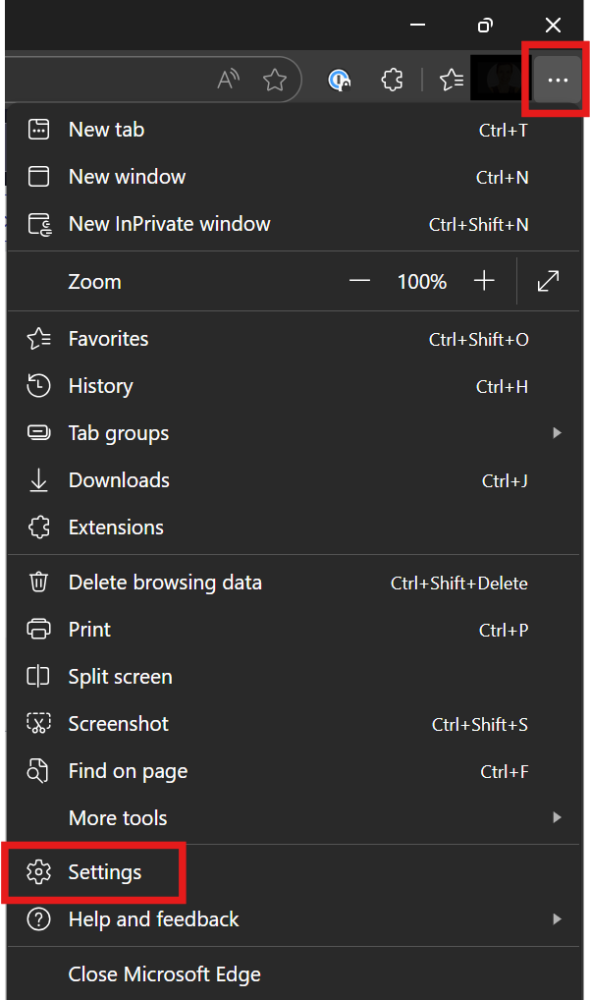 A
New tab Ctrl+T
New window Ctrl+N
New InPrivate window Ctrl+Shift+N
Zoom 100%
Favorites Ctrl+Shift+O
History Ctrl+H
Tab groups
Downloads Ctrl+J
Extensions
Delete browsing data Ctrl+Shift+Delete
Print Ctrl+P
Split screen
Screenshot Ctrl+Shift+S
Find on page Ctrl+F
More tools
Settings
Help and feedback
Close Microsoft Edge